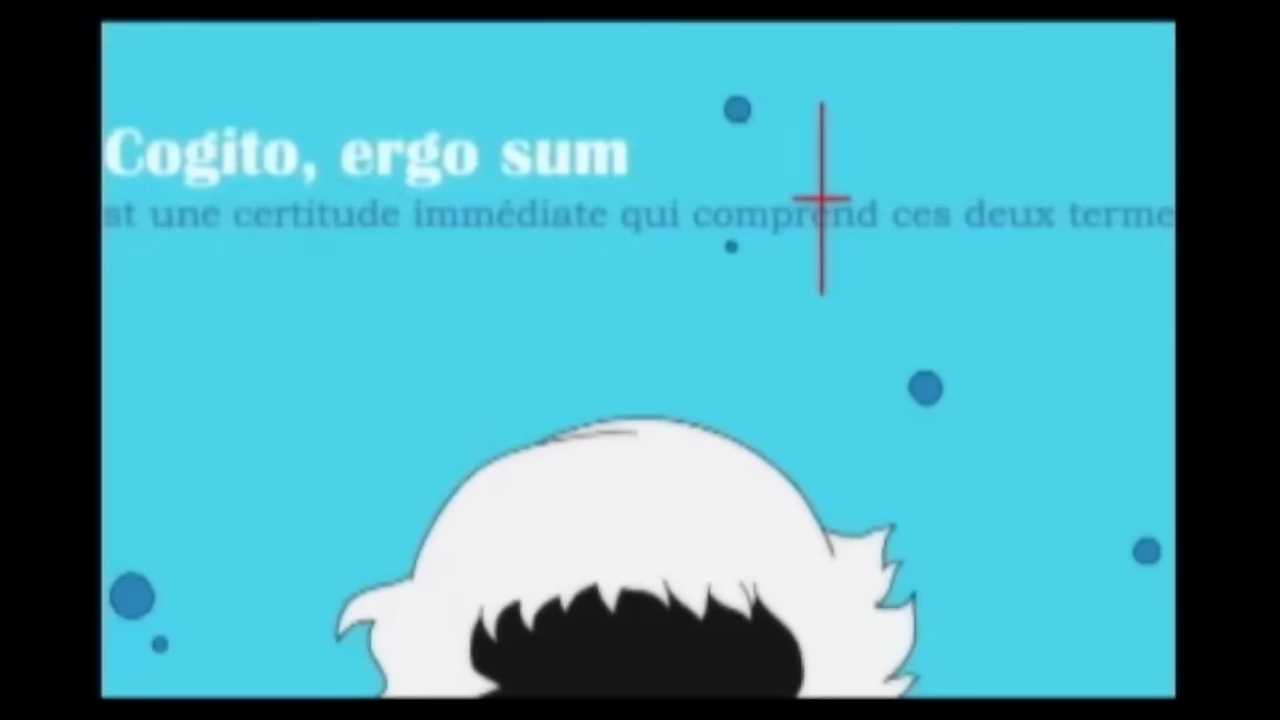 Cogito, ergo sum
st une certitude immédiate qui comprend ces deux terme